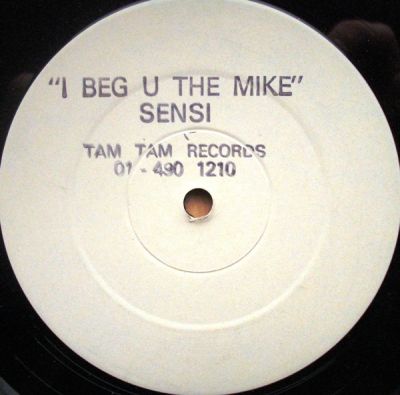 "I BEG U THE MIKE"
SENSI
TAM TAM RECORDS
01 - 490 1210